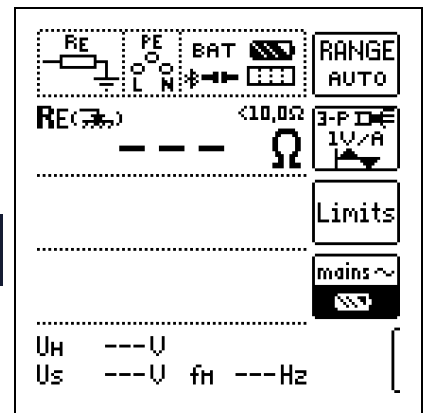 RE PE BAT RANGE
L N AUTO
RE( ) <10,0Ω 3-P
--- Ω 1V/A
Limits
mains ~
UH ---V
US ---V fH ---Hz